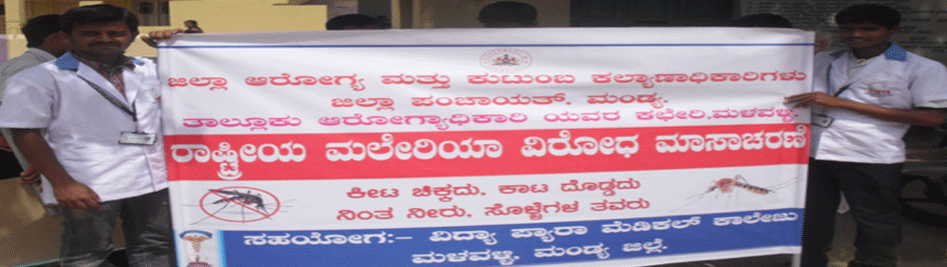 ಜಿಲ್ಲಾ ಆರೋಗ್ಯ ಮತ್ತು ಕುಟುಂಬ ಕಲ್ಯಾಣಾಧಿಕಾರಿಗಳು
ಜಿಲ್ಲಾ ಪಂಚಾಯತ್, ಮಂಡ್ಯ.
ತಾಲ್ಲೂಕು ಆರೋಗ್ಯಾಧಿಕಾರಿ ಯವರ ಕಛೇರಿ.ಮಳವಳ್ಳಿ.
ರಾಷ್ಟ್ರೀಯ ಮಲೇರಿಯಾ ವಿರೋಧ ಮಾಸಾಚರಣೆ
ಕೀಟ ಚಿಕ್ಕದು, ಕಾಟ ದೊಡ್ಡದು
ನಿಂತ ನೀರು, ಸೊಳ್ಳೆಗಳ ತವರು
ಸಹಯೋಗ:- ವಿದ್ಯಾ ಪ್ಯಾರಾ ಮೆಡಿಕಲ್ ಕಾಲೇಜು
ಮಳವಳ್ಳಿ, ಮಂಡ್ಯ ಜಿಲ್ಲೆ.